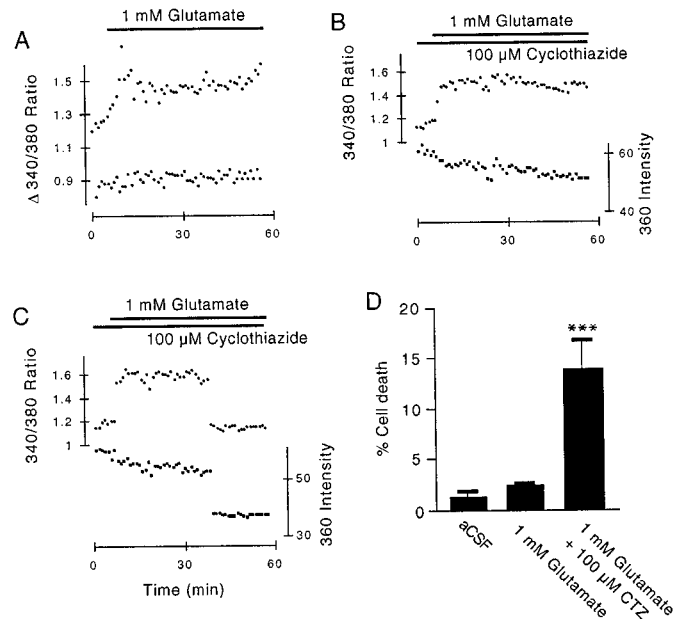 A
1 mM Glutamate
Δ 340/380 Ratio
1.5
1.3
1.1
0.9
0
30
60
B
1 mM Glutamate
100 µM Cyclothiazide
340/380 Ratio
1.6
1.4
1.2
1
60
40
360 Intensity
0
30
60
C
1 mM Glutamate
100 µM Cyclothiazide
340/380 Ratio
1.6
1.2
1
50
30
360 Intensity
0
30
60
Time (min)
D
% Cell death
20
15
10
5
0
***
aCSF
1 mM Glutamate
1 mM Glutamate
+ 100 µM CTZ